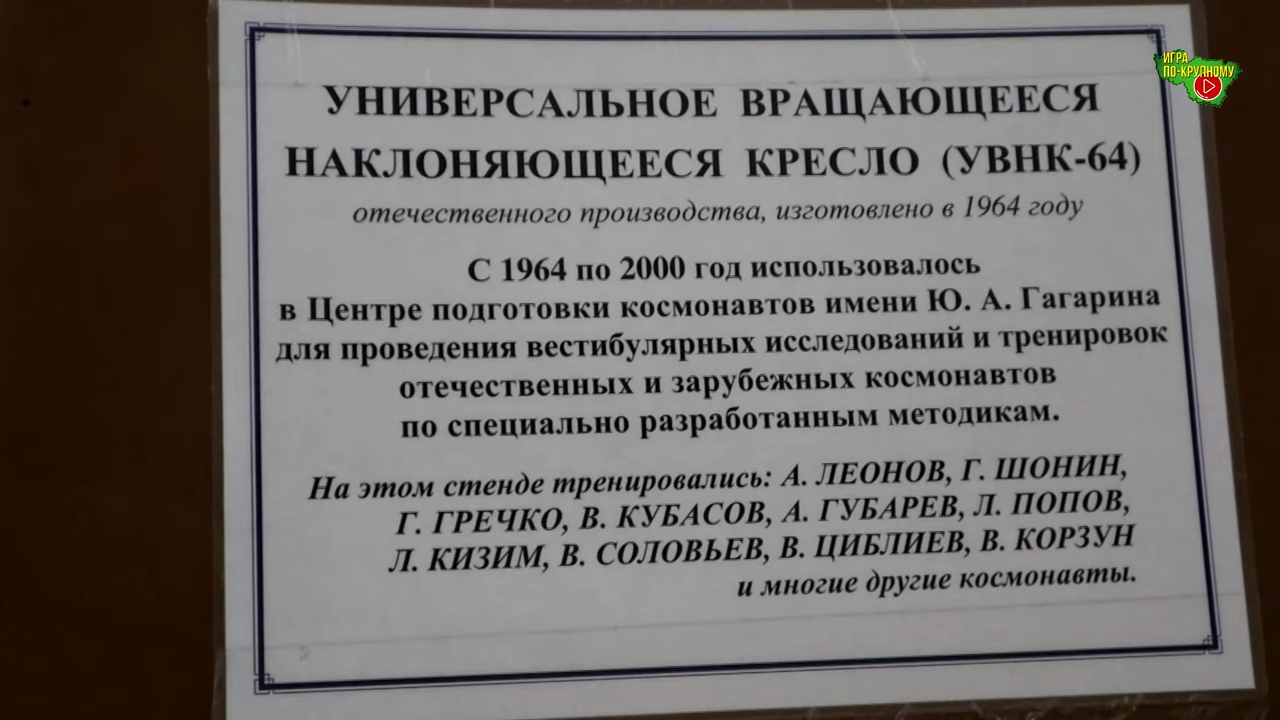 ИГРА
ПО-КРУПНОМУ
УНИВЕРСАЛЬНОЕ ВРАЩАЮЩЕЕСЯ
НАКЛОНЯЮЩЕЕСЯ КРЕСЛО (УВНК-64)
отечественного производства, изготовлено в 1964 году
С 1964 по 2000 год использовалось
в Центре подготовки космонавтов имени Ю. А. Гагарина
для проведения вестибулярных исследований и тренировок
отечественных и зарубежных космонавтов
по специально разработанным методикам.
На этом стенде тренировались: А. ЛЕОНОВ, Г. ШОНИН,
Г. ГРЕЧКО, В. КУБАСОВ, А. ГУБАРЕВ, Л. ПОПОВ,
Л. КИЗИМ, В. СОЛОВЬЕВ, В. ЦИБЛИЕВ, В. КОРЗУН
и многие другие космонавты.